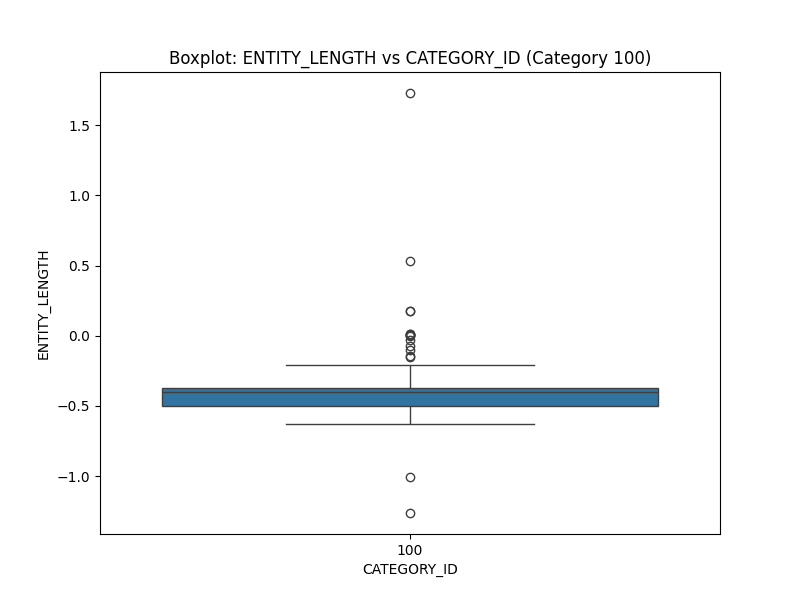 Boxplot: ENTITY_LENGTH vs CATEGORY_ID (Category 100)
1.5
1.0
0.5
0.0
−0.5
−1.0
ENTITY_LENGTH
100
CATEGORY_ID